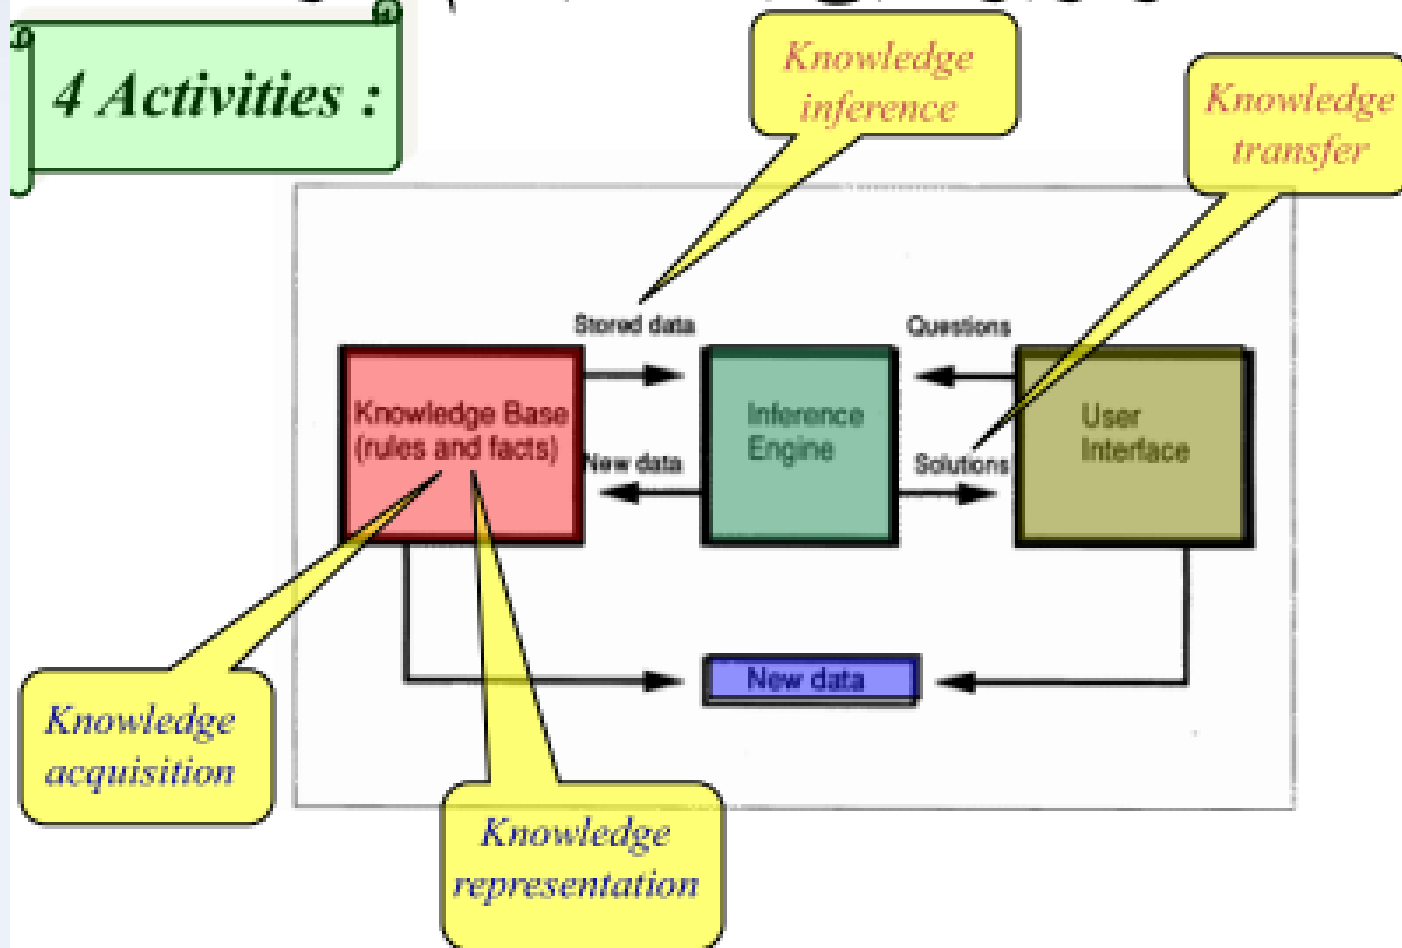 4 Activities :
Knowledge
inference
Knowledge
transfer
Stored data
Questions
Knowledge Base
(rules and facts)
Inference
Engine
User
Interface
New data
Solutions
New data
Knowledge
acquisition
Knowledge
representation